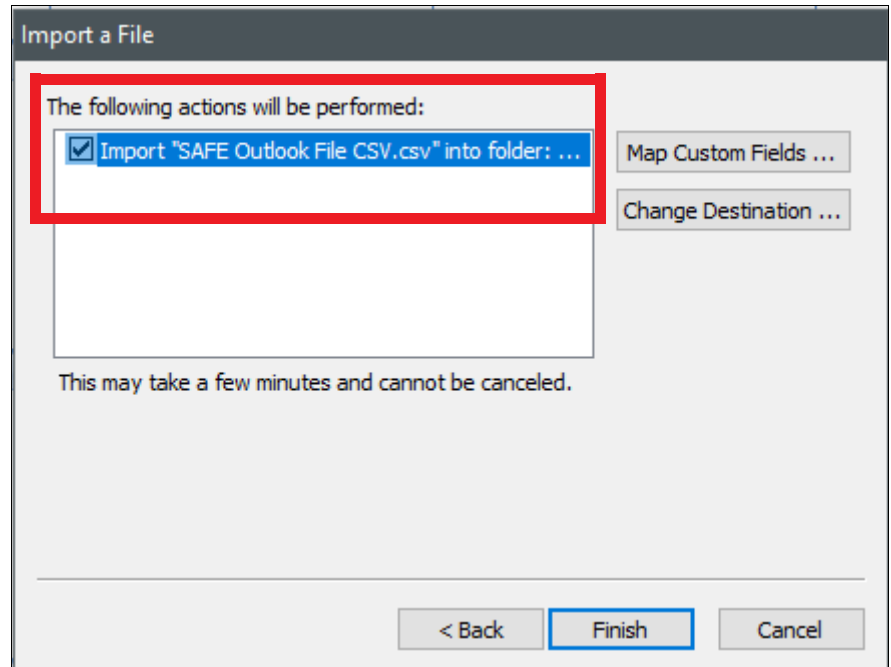 Import a File
The following actions will be performed:
Import "SAFE Outlook File CSV.csv" into folder: ...
Map Custom Fields ...
Change Destination ...
This may take a few minutes and cannot be canceled.
< Back
Finish
Cancel